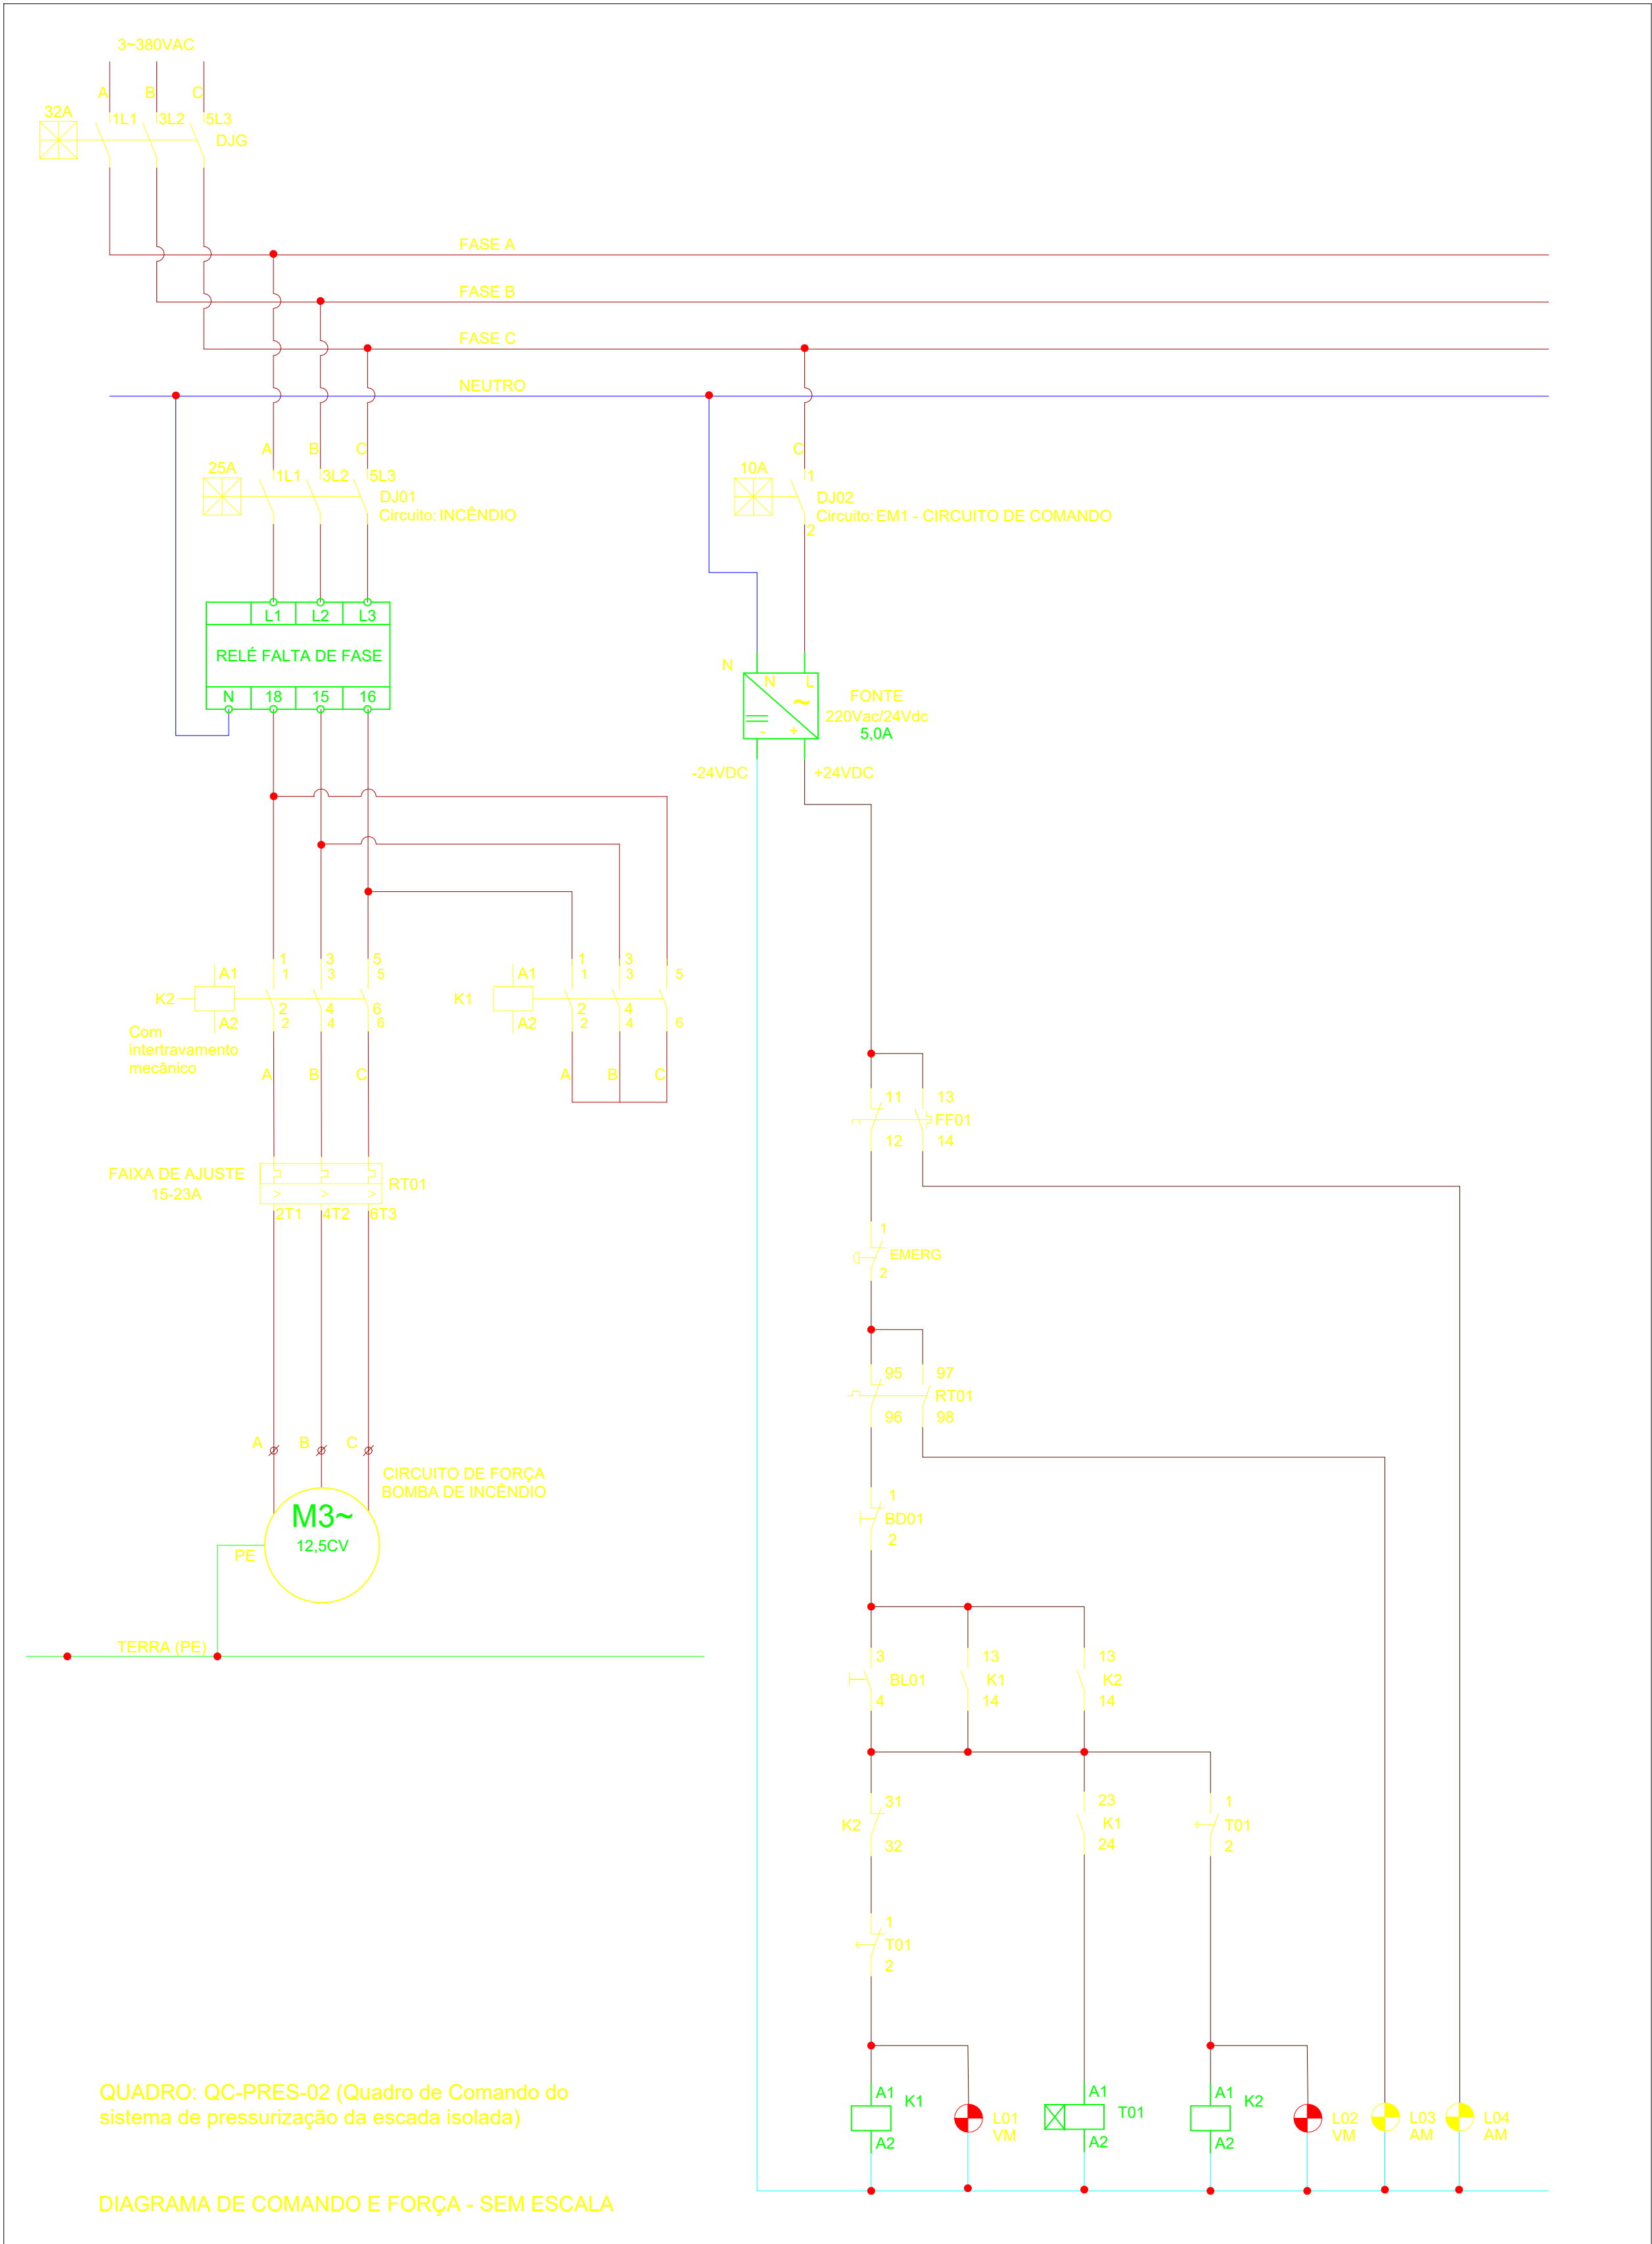 3~380VAC
A B C
32A
1L1 3L2 5L3
DJG
FASE A
FASE B
FASE C
NEUTRO
A B C
25A
1L1 3L2 5L3
DJ01
Circuito: INCÊNDIO
C
10A
1
DJ02
Circuito: EM1 - CIRCUITO DE COMANDO
2
L1 L2 L3
RELÉ FALTA DE FASE
N 18 15 16
N
N L
~
- +
FONTE
220Vac/24Vdc
5,0A
-24VDC +24VDC
1 3 5
A1 1 3 5
K2
2 4 6
A2 2 4 6
Com
intertravamento
mecânico
A B C
1 3
A1 1 3 5
K1
2 4
A2 2 4 6
A B C
11 13
FF01
12 14
FAIXA DE AJUSTE
15-23A
RT01
2T1 4T2 6T3
1
EMERG
2
95 97
RT01
96 98
A B C
CIRCUITO DE FORÇA
BOMBA DE INCÊNDIO
M3~
12,5CV
PE
TERRA (PE)
1
BD01
2
3 13 13
BL01 K1 K2
4 14 14
31 23 1
K2 K1 T01
32 24 2
1
T01
2
QUADRO: QC-PRES-02 (Quadro de Comando do
sistema de pressurização da escada isolada)
A1 K1
A2
L01
VM
A1
T01
A2
A1 K2
A2
L02
VM
L03
AM
L04
AM
DIAGRAMA DE COMANDO E FORÇA - SEM ESCALA